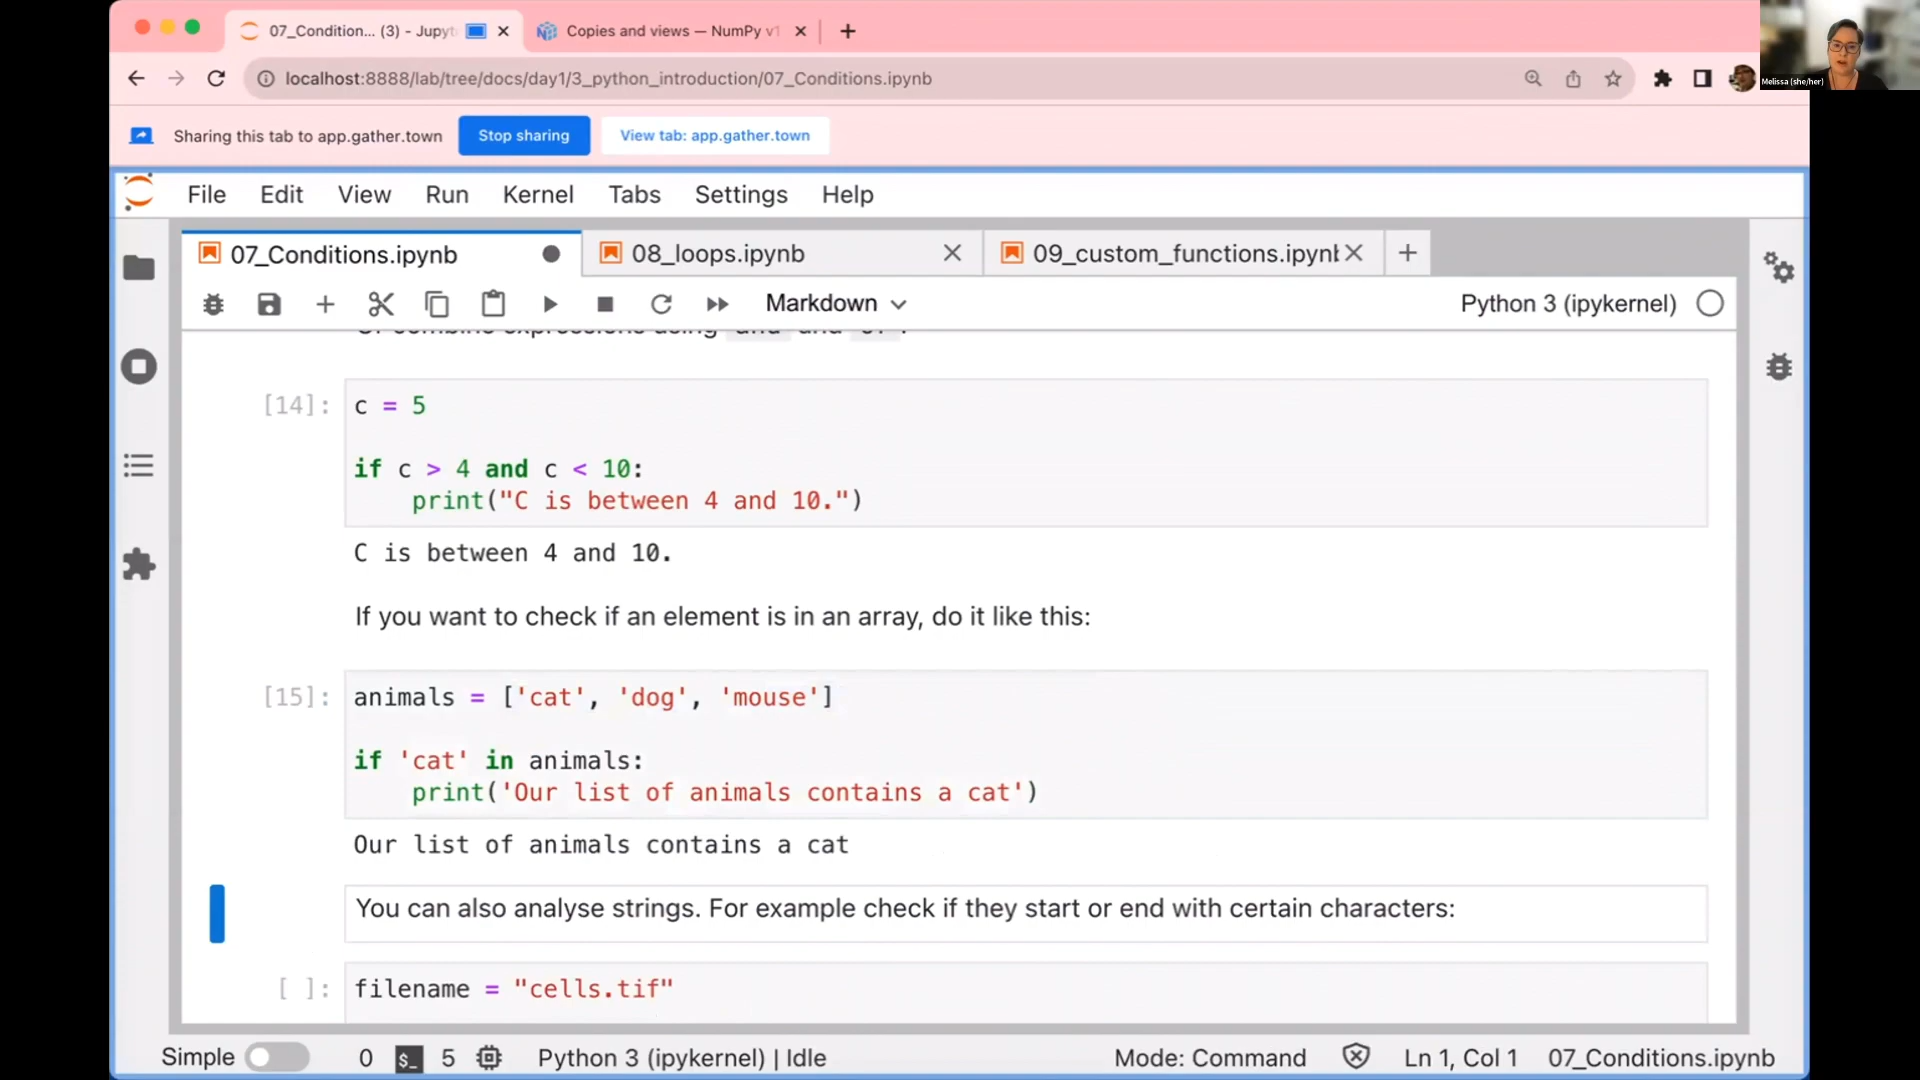 07_Condition... (3) - Jupyt
Copies and views — NumPy v1
localhost:8888/lab/tree/docs/day1/3_python_introduction/07_Conditions.ipynb
Melissa (she/her)
Sharing this tab to app.gather.town
Stop sharing
View tab: app.gather.town
File Edit View Run Kernel Tabs Settings Help
07_Conditions.ipynb
08_loops.ipynb
09_custom_functions.ipynb
Markdown
Python 3 (ipykernel)
Or combine expressions using and and or .
[14]: c = 5
if c > 4 and c < 10:
print("C is between 4 and 10.")
C is between 4 and 10.
If you want to check if an element is in an array, do it like this:
[15]: animals = ['cat', 'dog', 'mouse']
if 'cat' in animals:
print('Our list of animals contains a cat')
Our list of animals contains a cat
You can also analyse strings. For example check if they start or end with certain characters:
[ ]: filename = "cells.tif"
Simple 0 $_ 5 Python 3 (ipykernel) | Idle Mode: Command Ln 1, Col 1 07_Conditions.ipynb